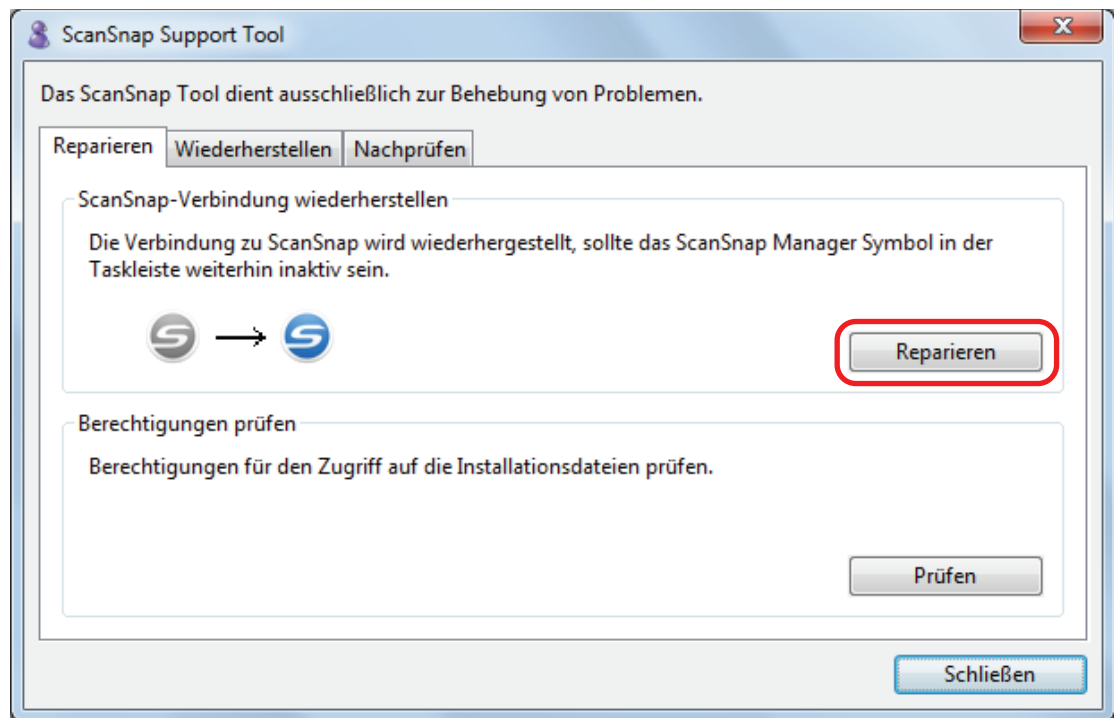 ScanSnap Support Tool
Das ScanSnap Tool dient ausschließlich zur Behebung von Problemen.
Reparieren Wiederherstellen Nachprüfen
ScanSnap-Verbindung wiederherstellen
Die Verbindung zu ScanSnap wird wiederhergestellt, sollte das ScanSnap Manager Symbol in der
Taskleiste weiterhin inaktiv sein.
Reparieren
Berechtigungen prüfen
Berechtigungen für den Zugriff auf die Installationsdateien prüfen.
Prüfen
Schließen